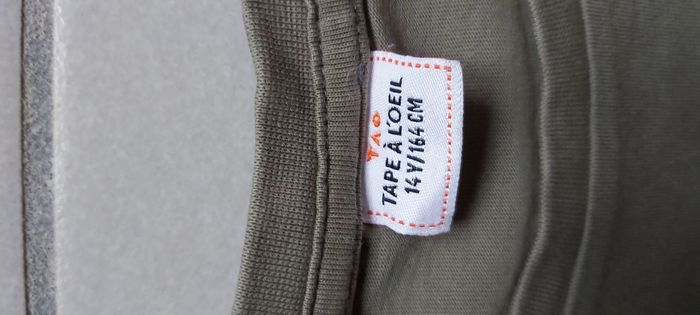 TAO
TAPE À L'OEIL
14Y/164 CM